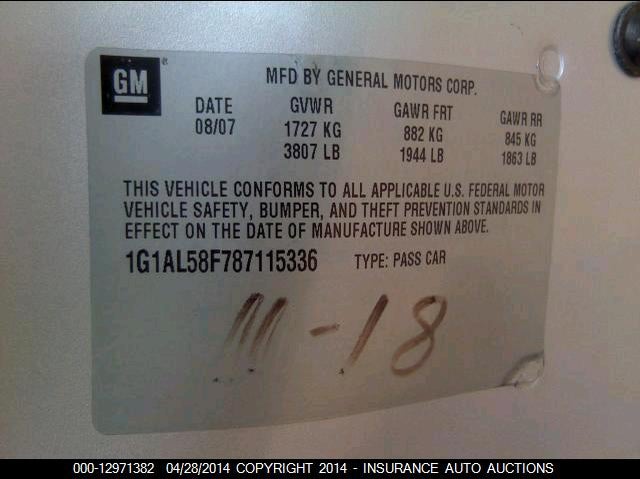 GM ®
MFD BY GENERAL MOTORS CORP.
DATE GVWR GAWR FRT GAWR RR
08/07 1727 KG 882 KG 845 KG
3807 LB 1944 LB 1863 LB
THIS VEHICLE CONFORMS TO ALL APPLICABLE U.S. FEDERAL MOTOR
VEHICLE SAFETY, BUMPER, AND THEFT PREVENTION STANDARDS IN
EFFECT ON THE DATE OF MANUFACTURE SHOWN ABOVE.
1G1AL58F787115336 TYPE: PASS CAR
M-18
000-12971382 04/28/2014 COPYRIGHT 2014 - INSURANCE AUTO AUCTIONS